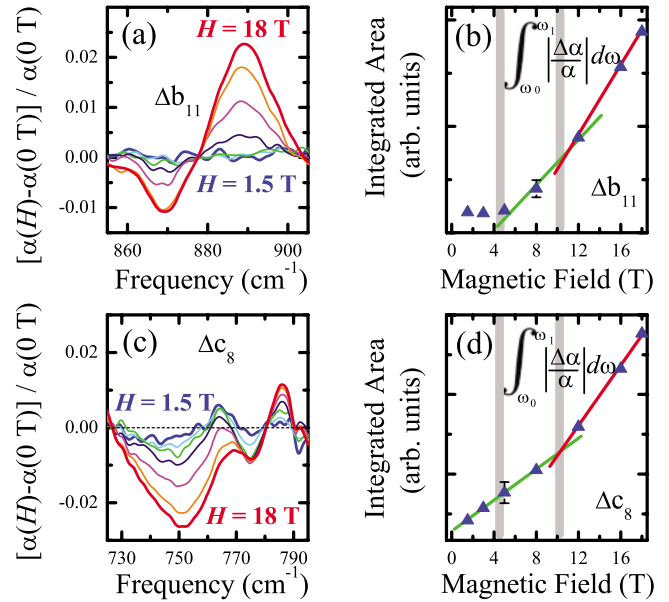 (a)
H = 18 T
Δb11
H = 1.5 T
0.02
0.01
0.00
-0.01
[α(H)-α(0 T)] / α(0 T)
860 880 900
Frequency (cm-1)
(b)
∫ω0ω1 |Δα/α| dω
Δb11
Integrated Area
(arb. units)
0 4 8 12 16
Magnetic Field (T)
(c)
Δc8
H = 1.5 T
H = 18 T
0.02
0.00
-0.02
[α(H)-α(0 T)] / α(0 T)
730 750 770 790
Frequency (cm-1)
(d)
∫ω0ω1 |Δα/α| dω
Δc8
Integrated Area
(arb. units)
0 4 8 12 16
Magnetic Field (T)